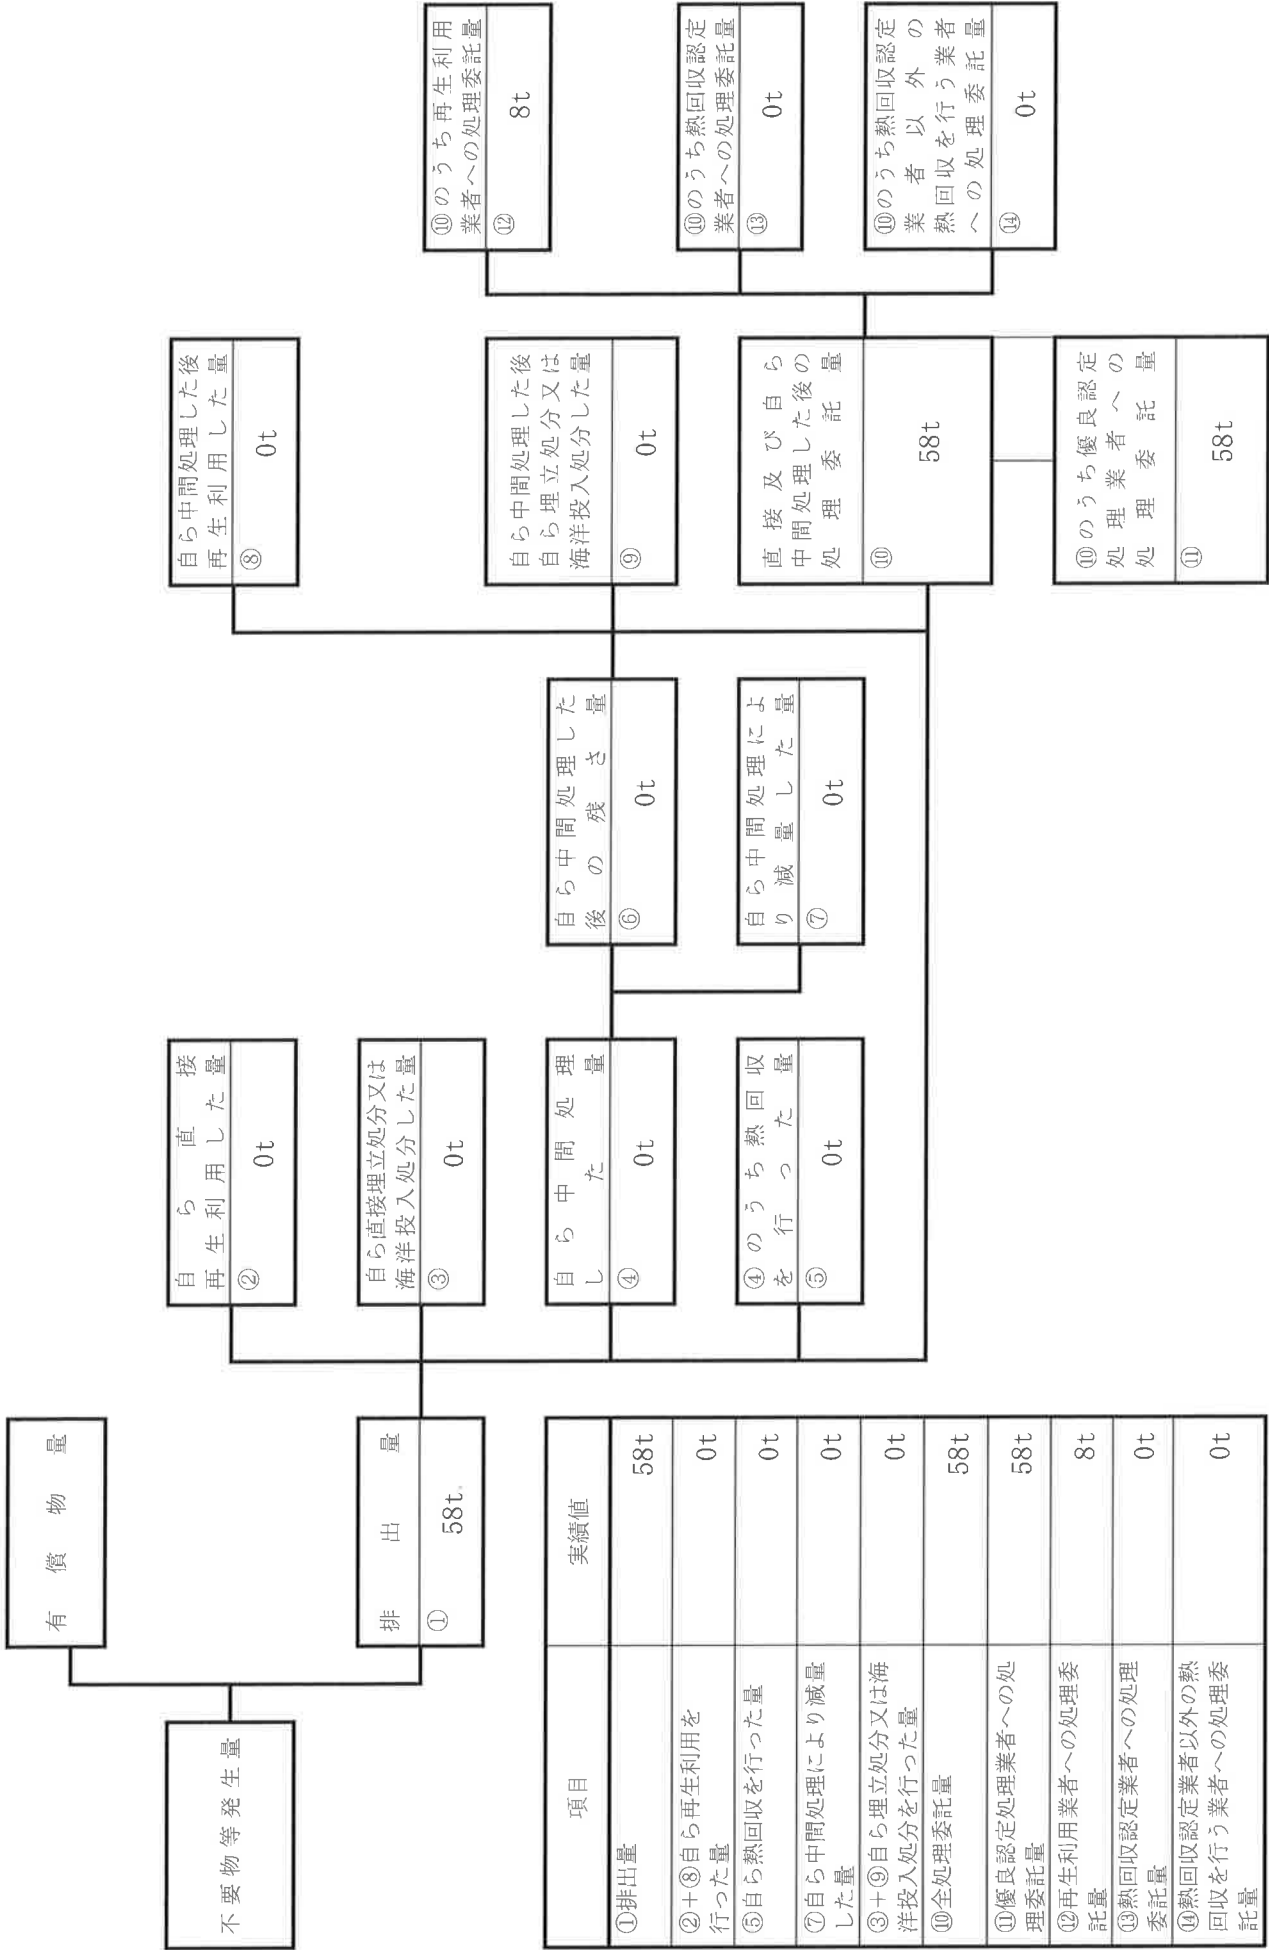 不要物等発生量
有償物量
排出量
①
58t
自ら直接
再生利用した量
②
0t
自ら直接埋立処分又は
海洋投入処分した量
③
0t
自ら中間処理
した量
④
0t
④のうち熱回収
を行った量
⑤
0t
自ら中間処理した
後の残さ量
⑥
0t
自ら中間処理によ
り減量した量
⑦
0t
自ら中間処理した後
再生利用した量
⑧
0t
自ら中間処理した後
自ら埋立処分又は
海洋投入処分した量
⑨
0t
直接及び自ら
中間処理した後の
処理委託量
⑩
58t
⑩のうち優良認定
処理業者への
処理委託量
⑪
58t
⑩のうち再生利用
業者への処理委託量
⑫
8t
⑩のうち熱回収認定
業者への処理委託量
⑬
0t
⑩のうち熱回収認定
業者以外の
熱回収を行う業者
への処理委託量
⑭
0t
項目 実績値
①排出量 58t
②+⑧自ら再生利用を
行った量 0t
⑤自ら熱回収を行った量 0t
⑦自ら中間処理により減量
した量 0t
③+⑨自ら埋立処分又は海
洋投入処分を行った量 0t
⑩全処理委託量 58t
⑪優良認定処理業者への処
理委託量 58t
⑫再生利用業者への処理委
託量 8t
⑬熱回収認定業者への処理
委託量 0t
⑭熱回収認定業者以外の熱
回収を行う業者への処理委
託量 0t